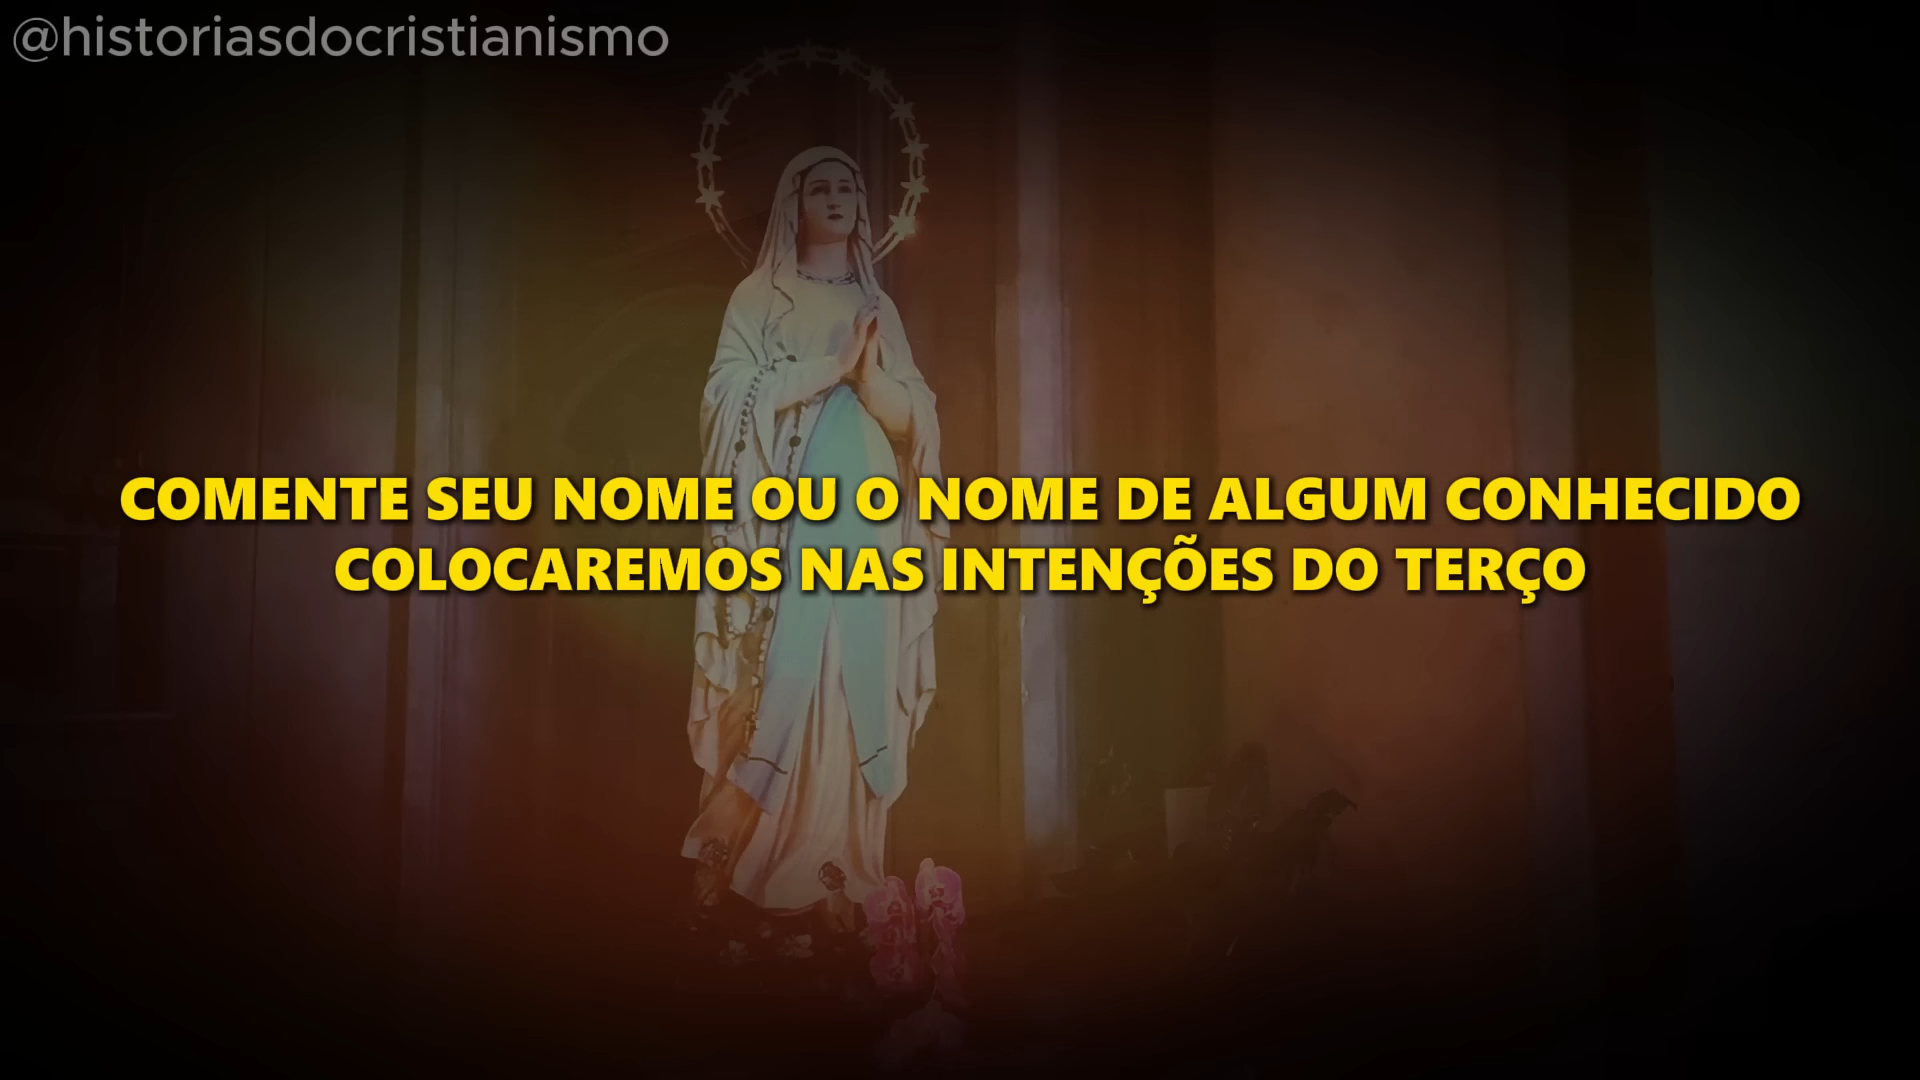 @historiasdocristianismo
COMENTE SEU NOME OU O NOME DE ALGUM CONHECIDO
COLOCAREMOS NAS INTENÇÕES DO TERÇO